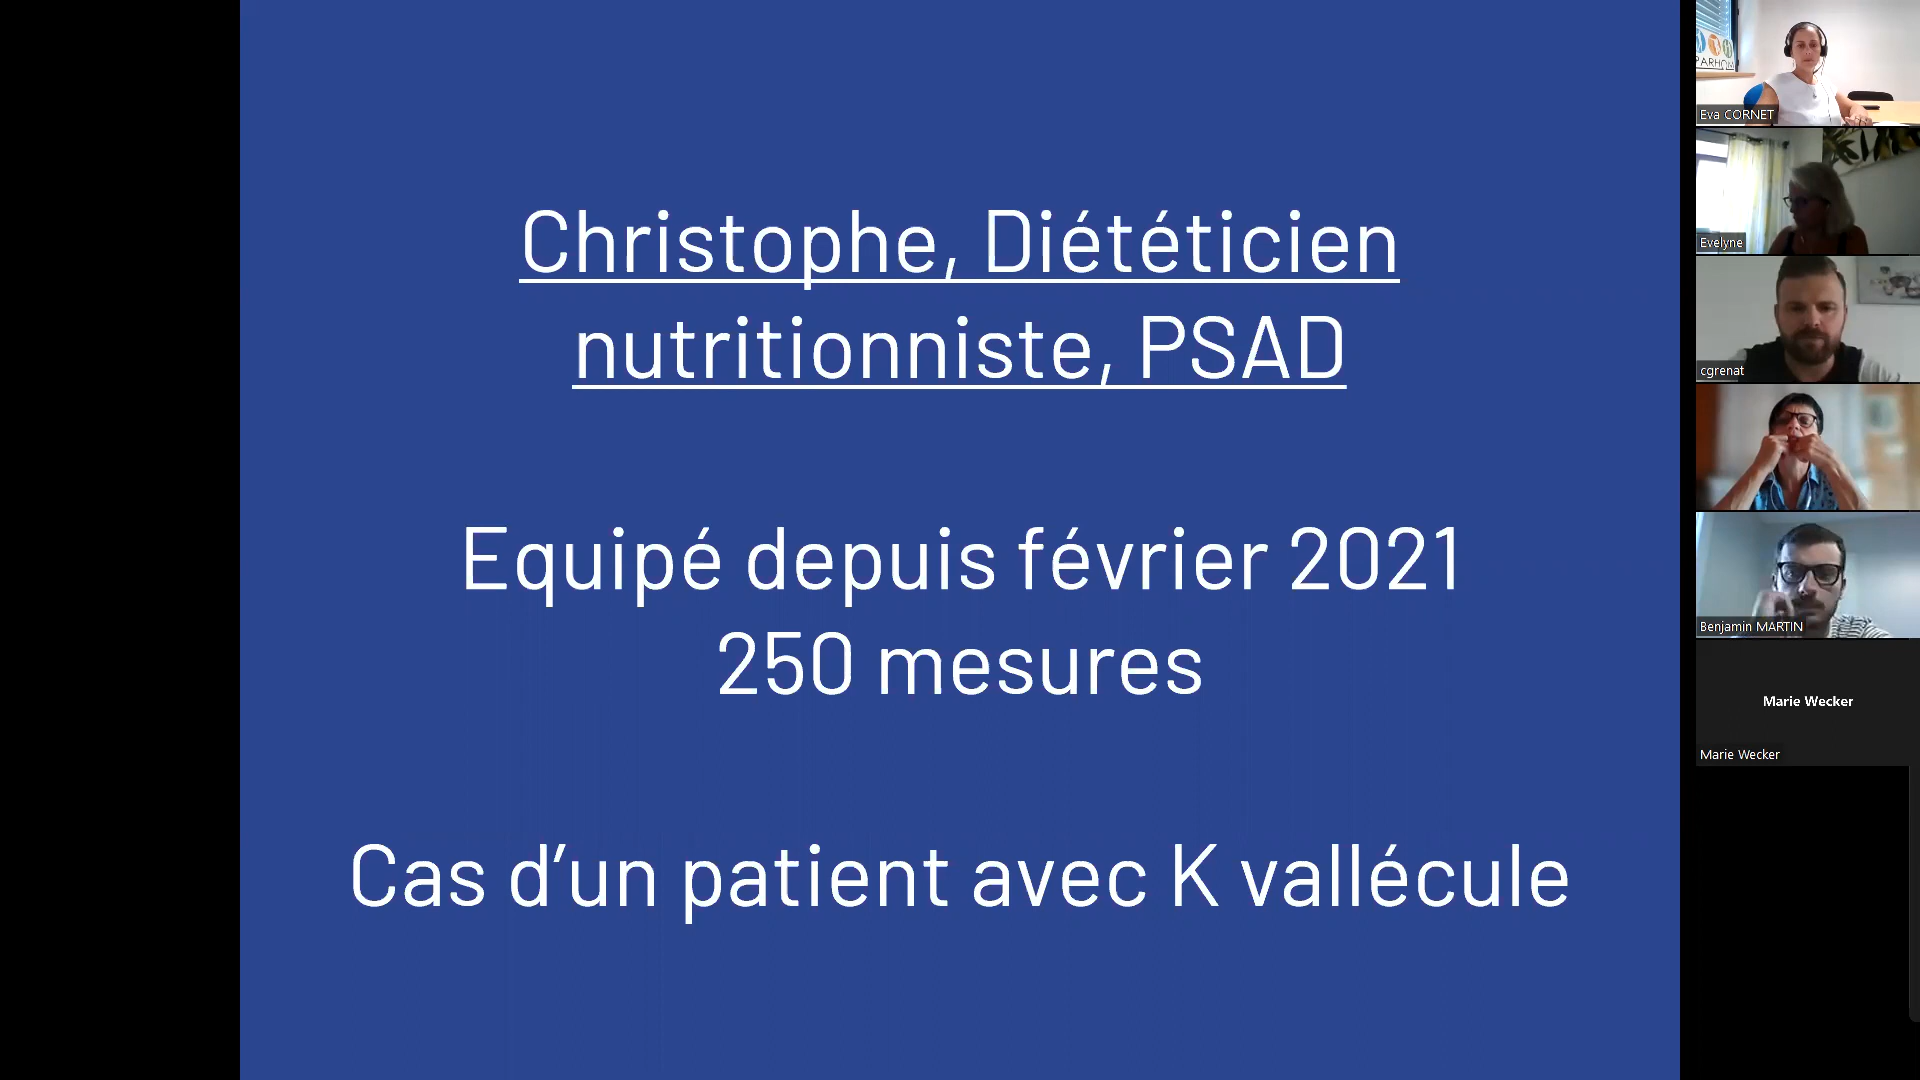 Christophe, Diététicien
nutritionniste, PSAD
Equipé depuis février 2021
250 mesures
Cas d’un patient avec K vallécule
Eva CORNET
Evelyne
cgrenat
Benjamin MARTIN
Marie Wecker
Marie Wecker